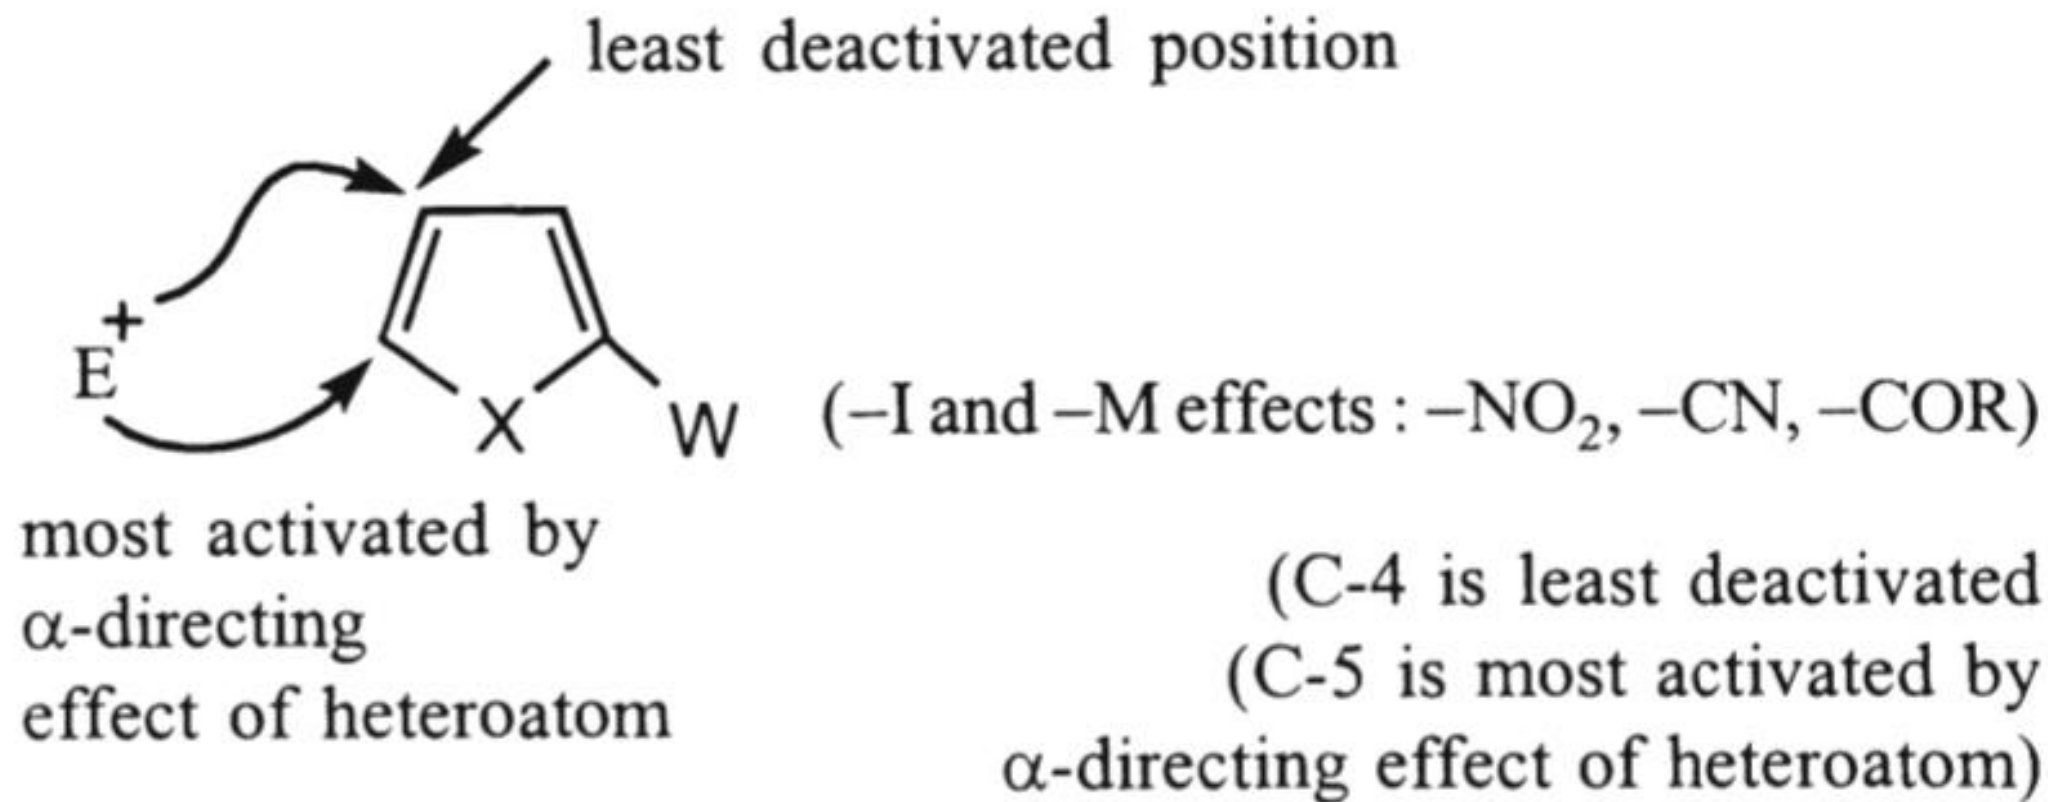 least deactivated position
E+
X
W
(–I and –M effects : –NO₂, –CN, –COR)
most activated by
α-directing
effect of heteroatom
(C-4 is least deactivated
(C-5 is most activated by
α-directing effect of heteroatom)